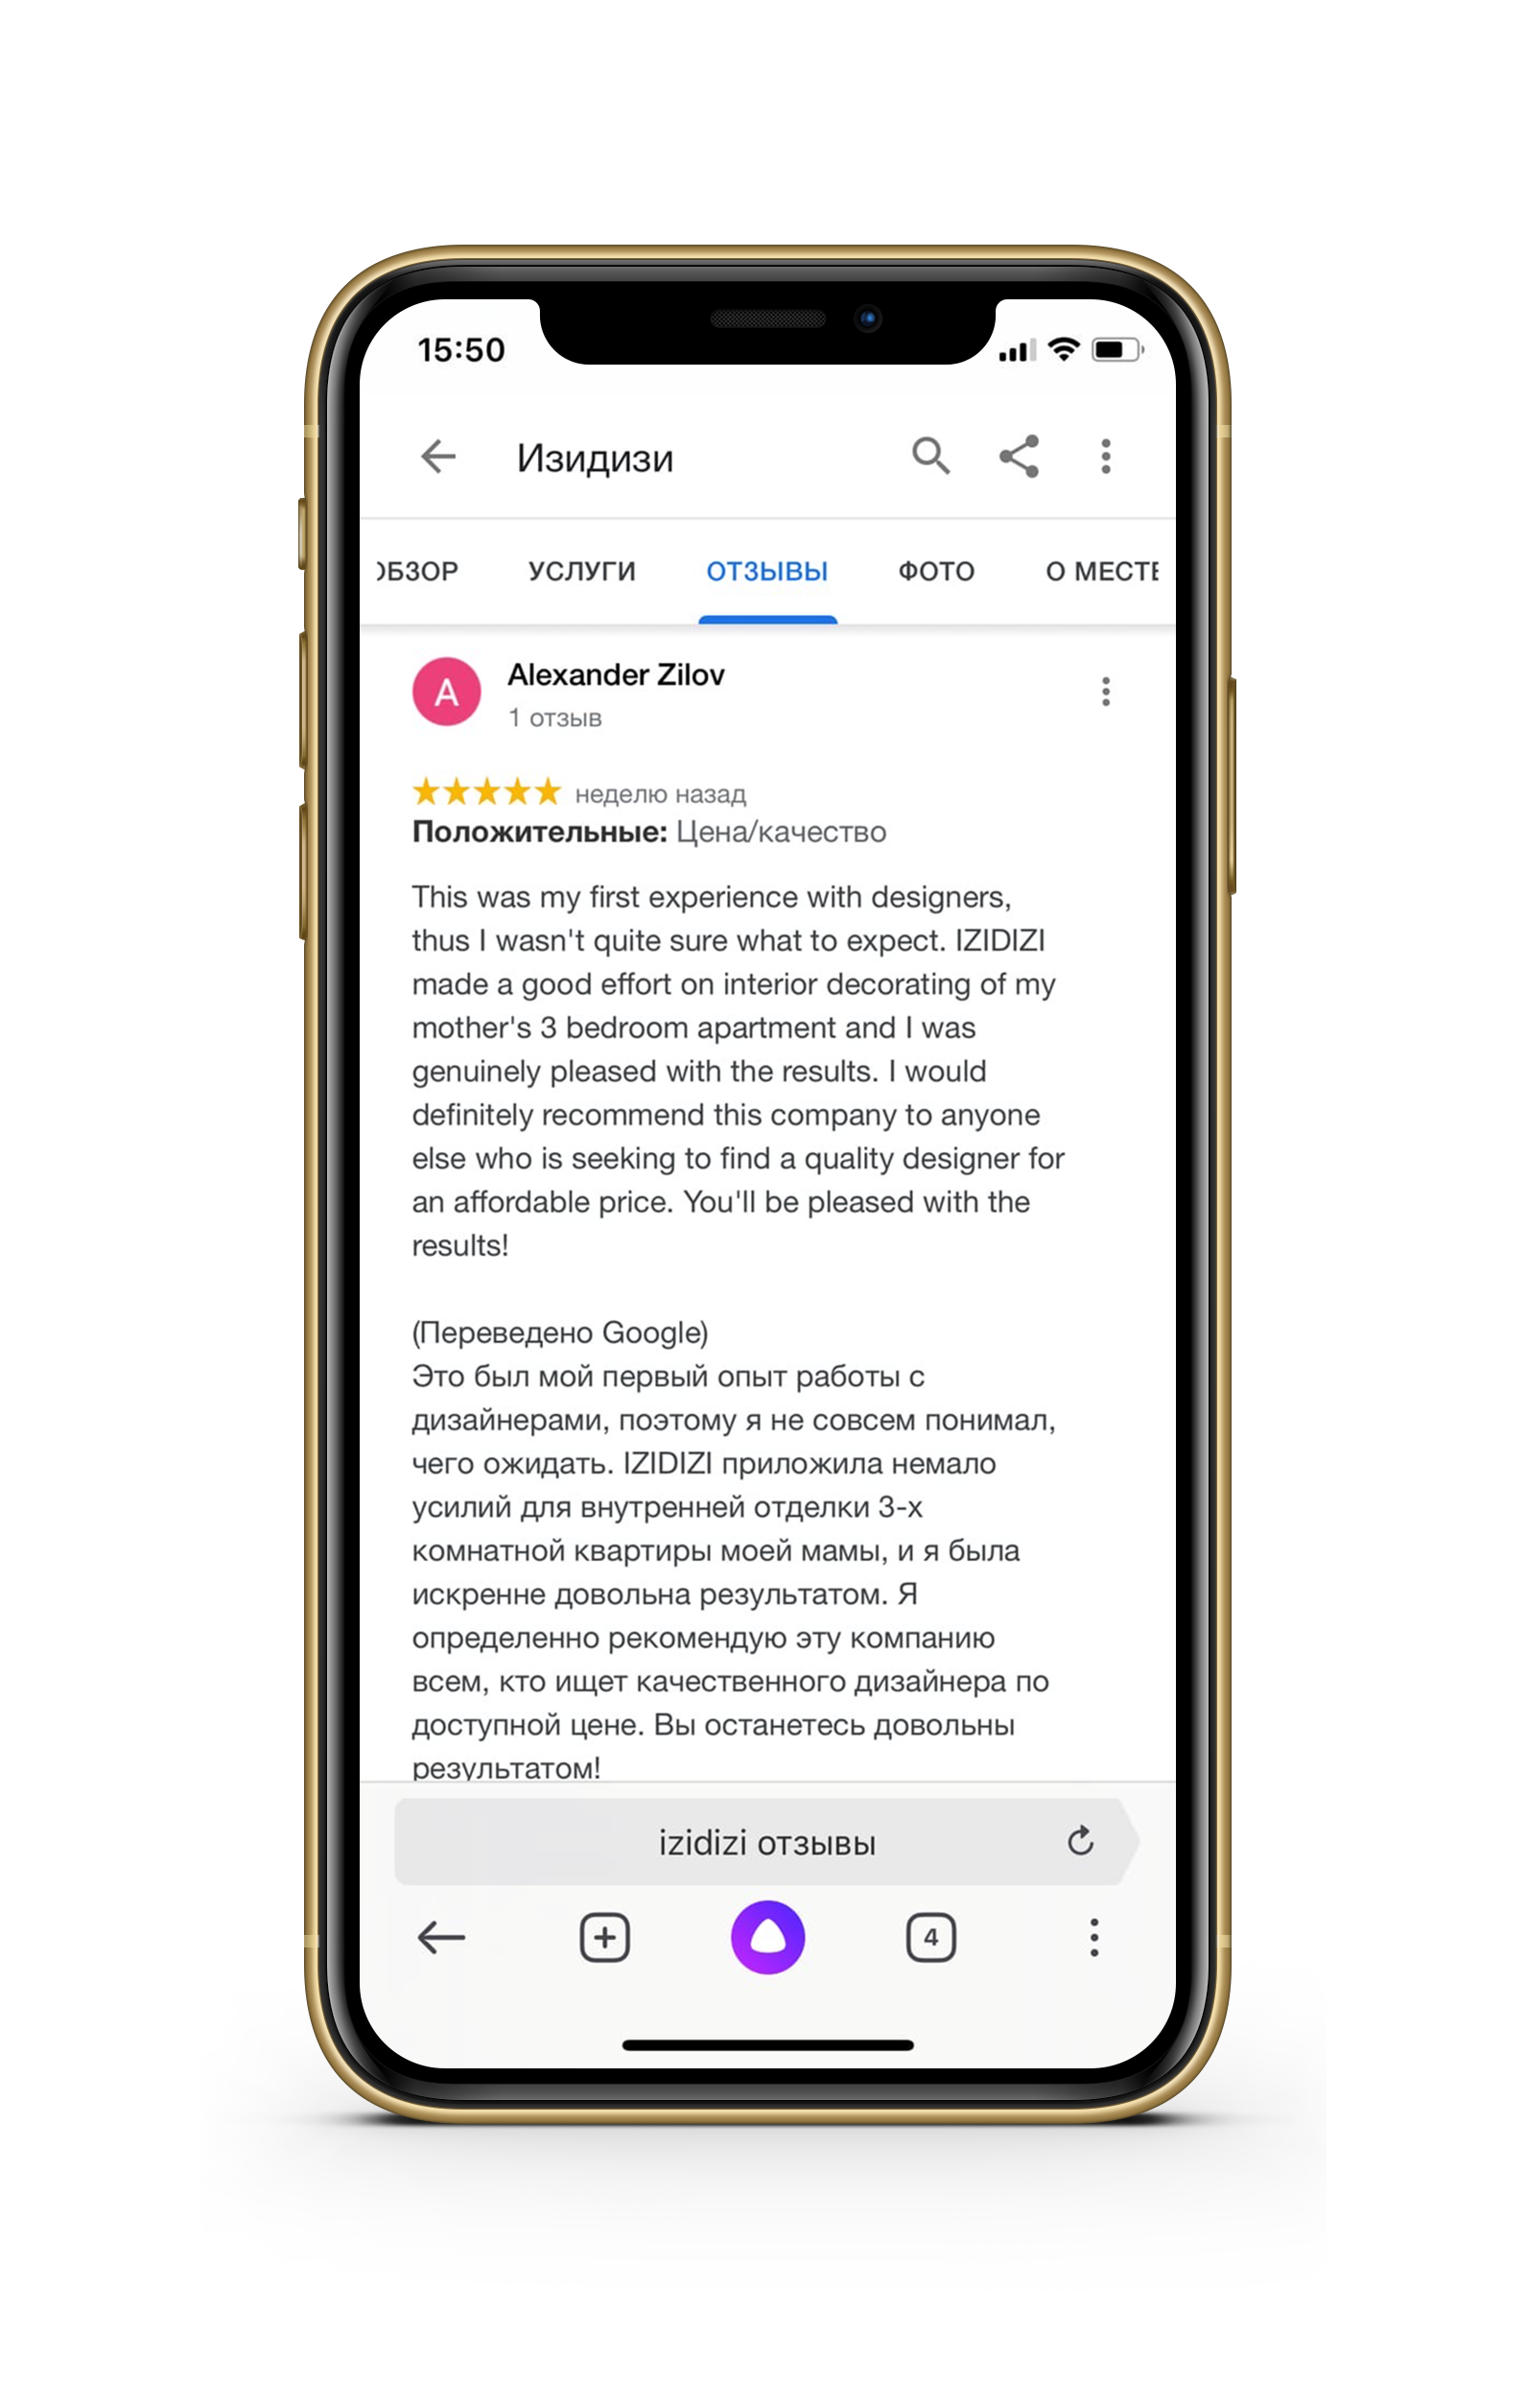 15:50
Изидизи
ОБЗОР УСЛУГИ ОТЗЫВЫ ФОТО О МЕСТЕ
A
Alexander Zilov
1 отзыв
неделю назад
Положительные: Цена/качество
This was my first experience with designers,
thus I wasn't quite sure what to expect. IZIDIZI
made a good effort on interior decorating of my
mother's 3 bedroom apartment and I was
genuinely pleased with the results. I would
definitely recommend this company to anyone
else who is seeking to find a quality designer for
an affordable price. You'll be pleased with the
results!
(Переведено Google)
Это был мой первый опыт работы с
дизайнерами, поэтому я не совсем понимал,
чего ожидать. IZIDIZI приложила немало
усилий для внутренней отделки 3-х
комнатной квартиры моей мамы, и я была
искренне довольна результатом. Я
определенно рекомендую эту компанию
всем, кто ищет качественного дизайнера по
доступной цене. Вы останетесь довольны
результатом!
izidizi отзывы
4